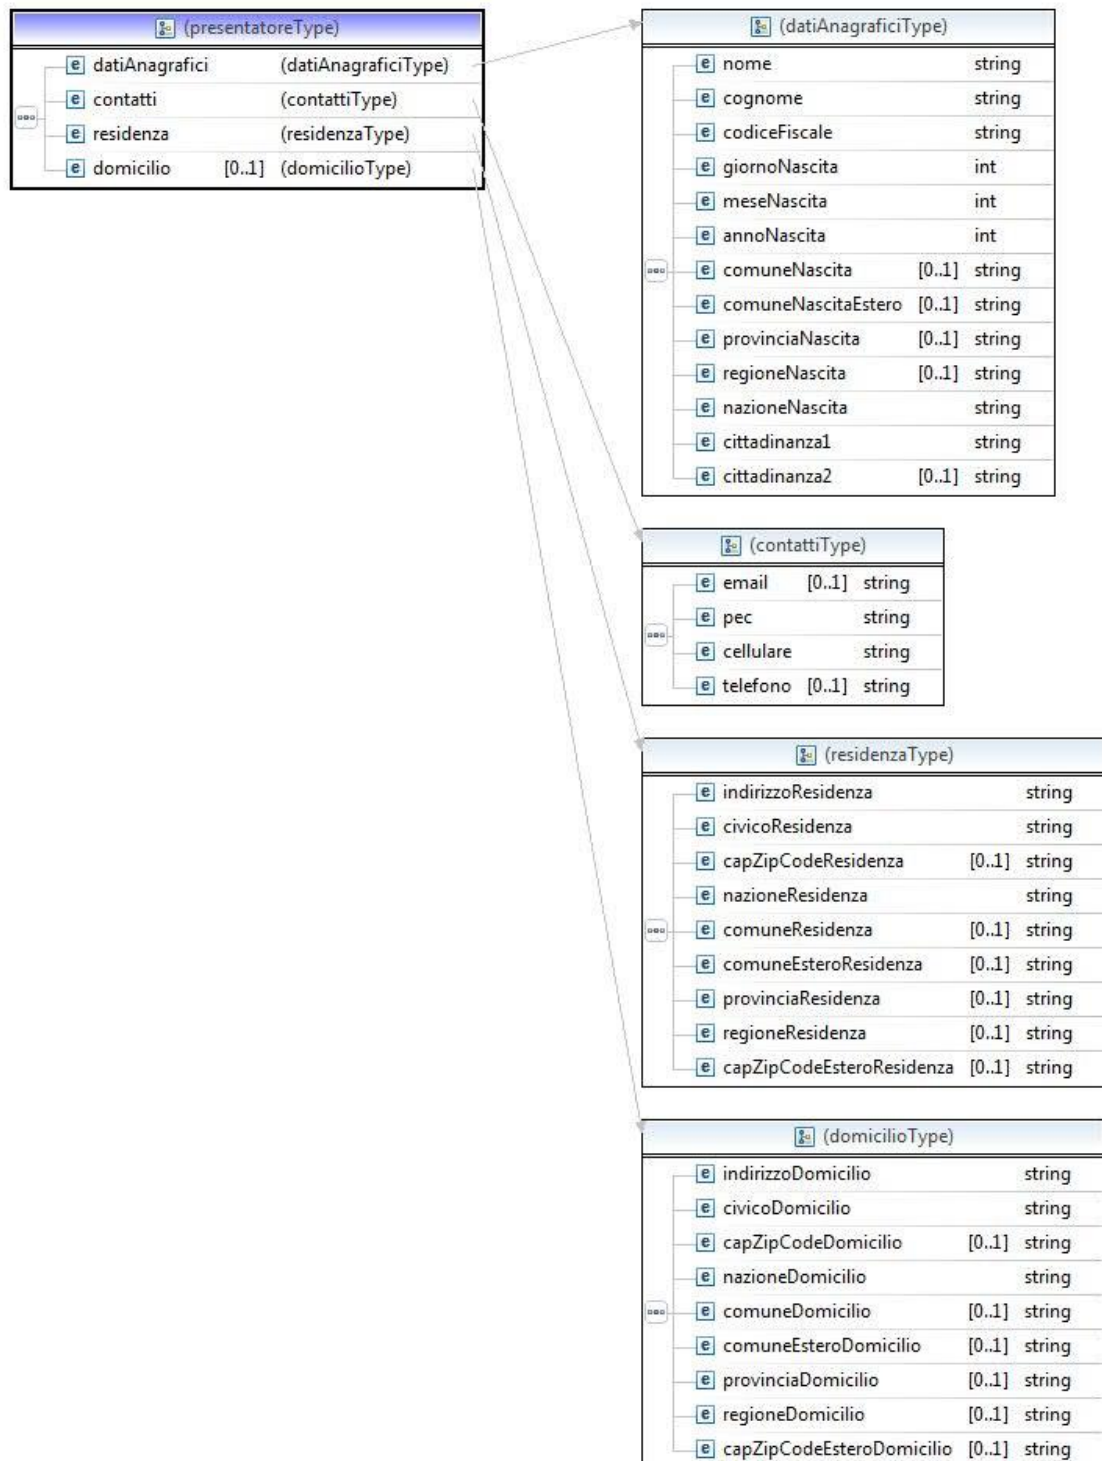 (presentatoreType)
datiAnagrafici (datiAnagraficiType)
contatti (contattiType)
residenza (residenzaType)
domicilio [0..1] (domicilioType)
(datiAnagraficiType)
nome string
cognome string
codiceFiscale string
giornoNascita int
meseNascita int
annoNascita int
comuneNascita [0..1] string
comuneNascitaEstero [0..1] string
provinciaNascita [0..1] string
regioneNascita [0..1] string
nazioneNascita string
cittadinanza1 string
cittadinanza2 [0..1] string
(contattiType)
email [0..1] string
pec string
cellulare string
telefono [0..1] string
(residenzaType)
indirizzoResidenza string
civicoResidenza string
capZipCodeResidenza [0..1] string
nazioneResidenza string
comuneResidenza [0..1] string
comuneEsteroResidenza [0..1] string
provinciaResidenza [0..1] string
regioneResidenza [0..1] string
capZipCodeEsteroResidenza [0..1] string
(domicilioType)
indirizzoDomicilio string
civicoDomicilio string
capZipCodeDomicilio [0..1] string
nazioneDomicilio string
comuneDomicilio [0..1] string
comuneEsteroDomicilio [0..1] string
provinciaDomicilio [0..1] string
regioneDomicilio [0..1] string
capZipCodeEsteroDomicilio [0..1] string